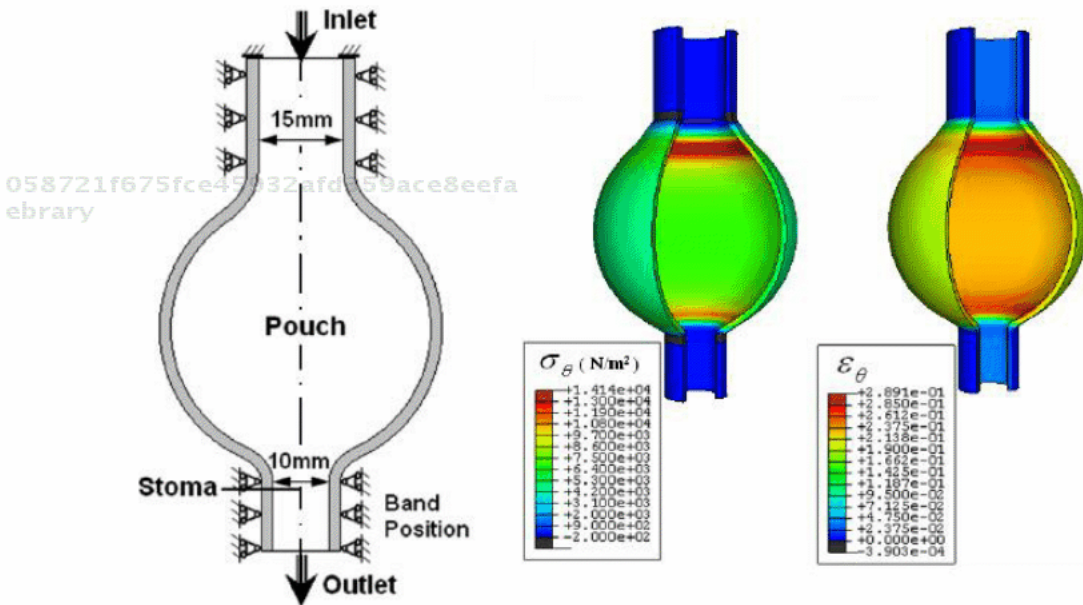 Inlet
15mm
058721f675fce45932afd559ace8eefa
ebrary
Pouch
10mm
Stoma
Band
Position
Outlet
σθ ( N/m²)
+1.414e+04
+1.300e+04
+1.190e+04
+1.080e+04
+9.700e+03
+8.600e+03
+7.500e+03
+6.400e+03
+5.300e+03
+4.200e+03
+3.100e+03
+2.000e+03
+9.000e+02
-2.000e+02
εθ
+2.891e-01
+2.850e-01
+2.612e-01
+2.375e-01
+2.138e-01
+1.900e-01
+1.662e-01
+1.425e-01
+1.187e-01
+9.500e-02
+7.125e-02
+4.750e-02
+2.375e-02
+0.000e+00
-3.903e-04